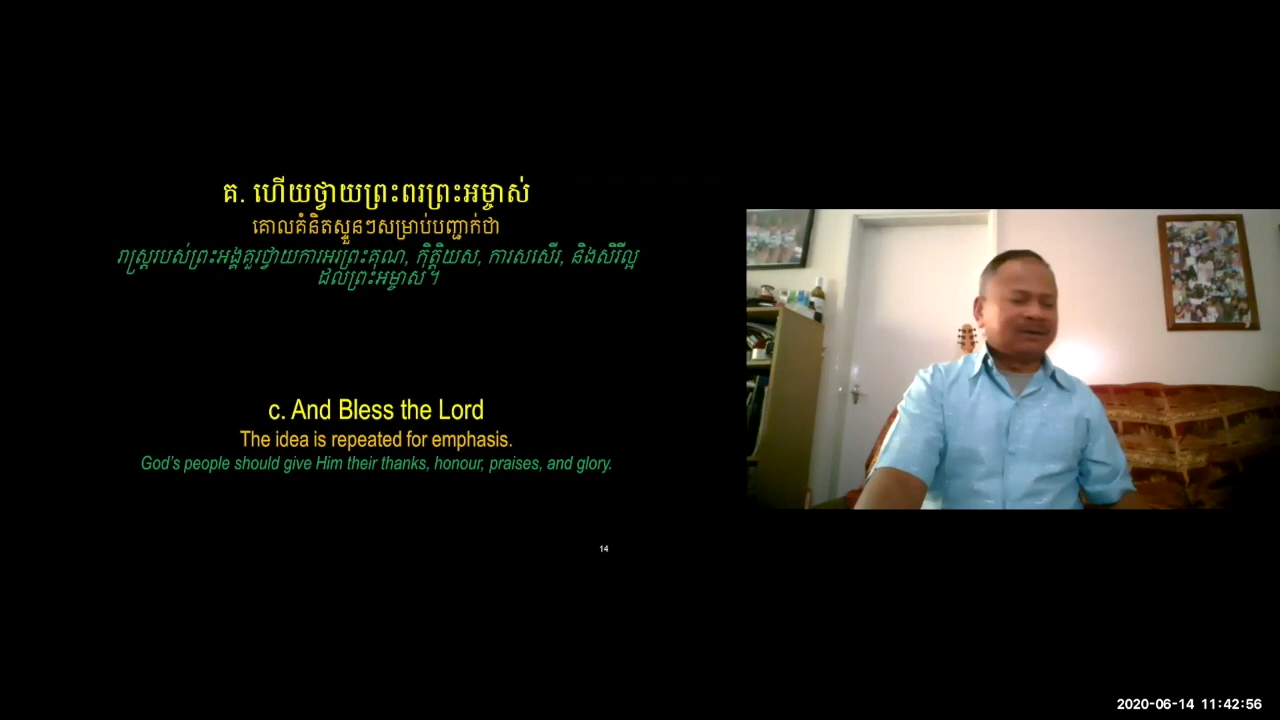 គ. ហើយថ្វាយព្រះពរព្រះអម្ចាស់
គោលគំនិតស្ទួនៗសម្រាប់បញ្ជាក់ថា
រាស្ត្ររបស់ព្រះអង្គគួរថ្វាយការអរព្រះគុណ, កិត្តិយស, ការសសើរ, និងសិរីល្អ
ដល់ព្រះអម្ចាស់។
c. And Bless the Lord
The idea is repeated for emphasis.
God's people should give Him their thanks, honour, praises, and glory.
14
2020-06-14 11:42:56